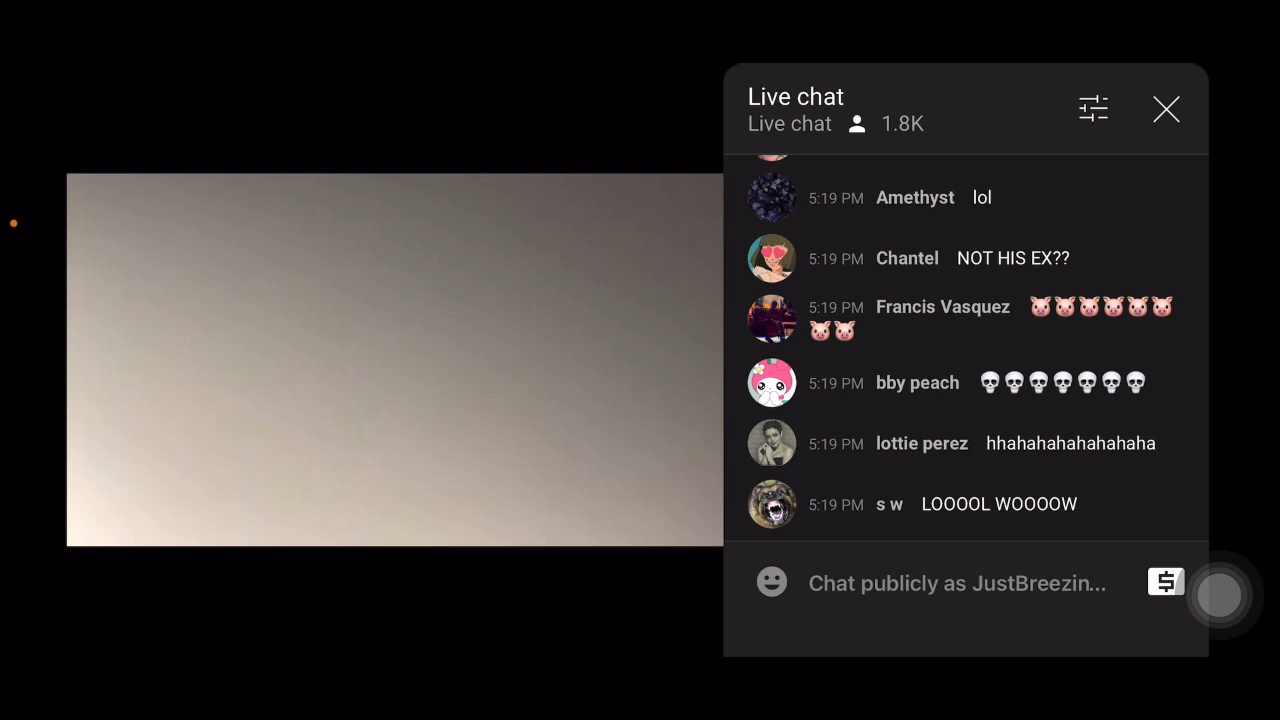 Live chat
Live chat 1.8K
5:19 PM Amethyst lol
5:19 PM Chantel NOT HIS EX??
5:19 PM Francis Vasquez 🐷🐷🐷🐷🐷🐷
🐷🐷
5:19 PM bby peach 💀💀💀💀💀💀💀
5:19 PM lottie perez hhahahahahahahaha
5:19 PM s w LOOOOL WOOOOW
Chat publicly as JustBreezin...
$